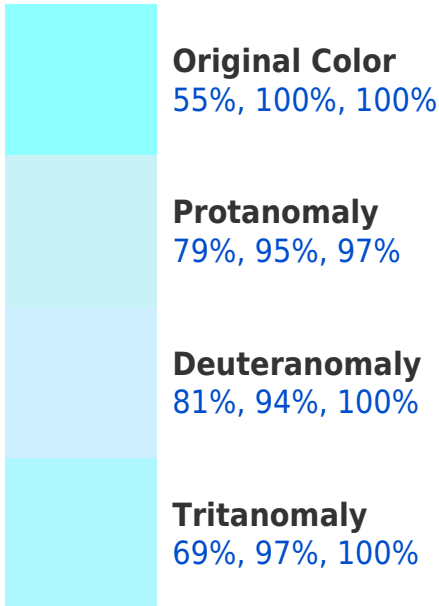 Original Color
55%, 100%, 100%
Protanomaly
79%, 95%, 97%
Deuteranomaly
81%, 94%, 100%
Tritanomaly
69%, 97%, 100%